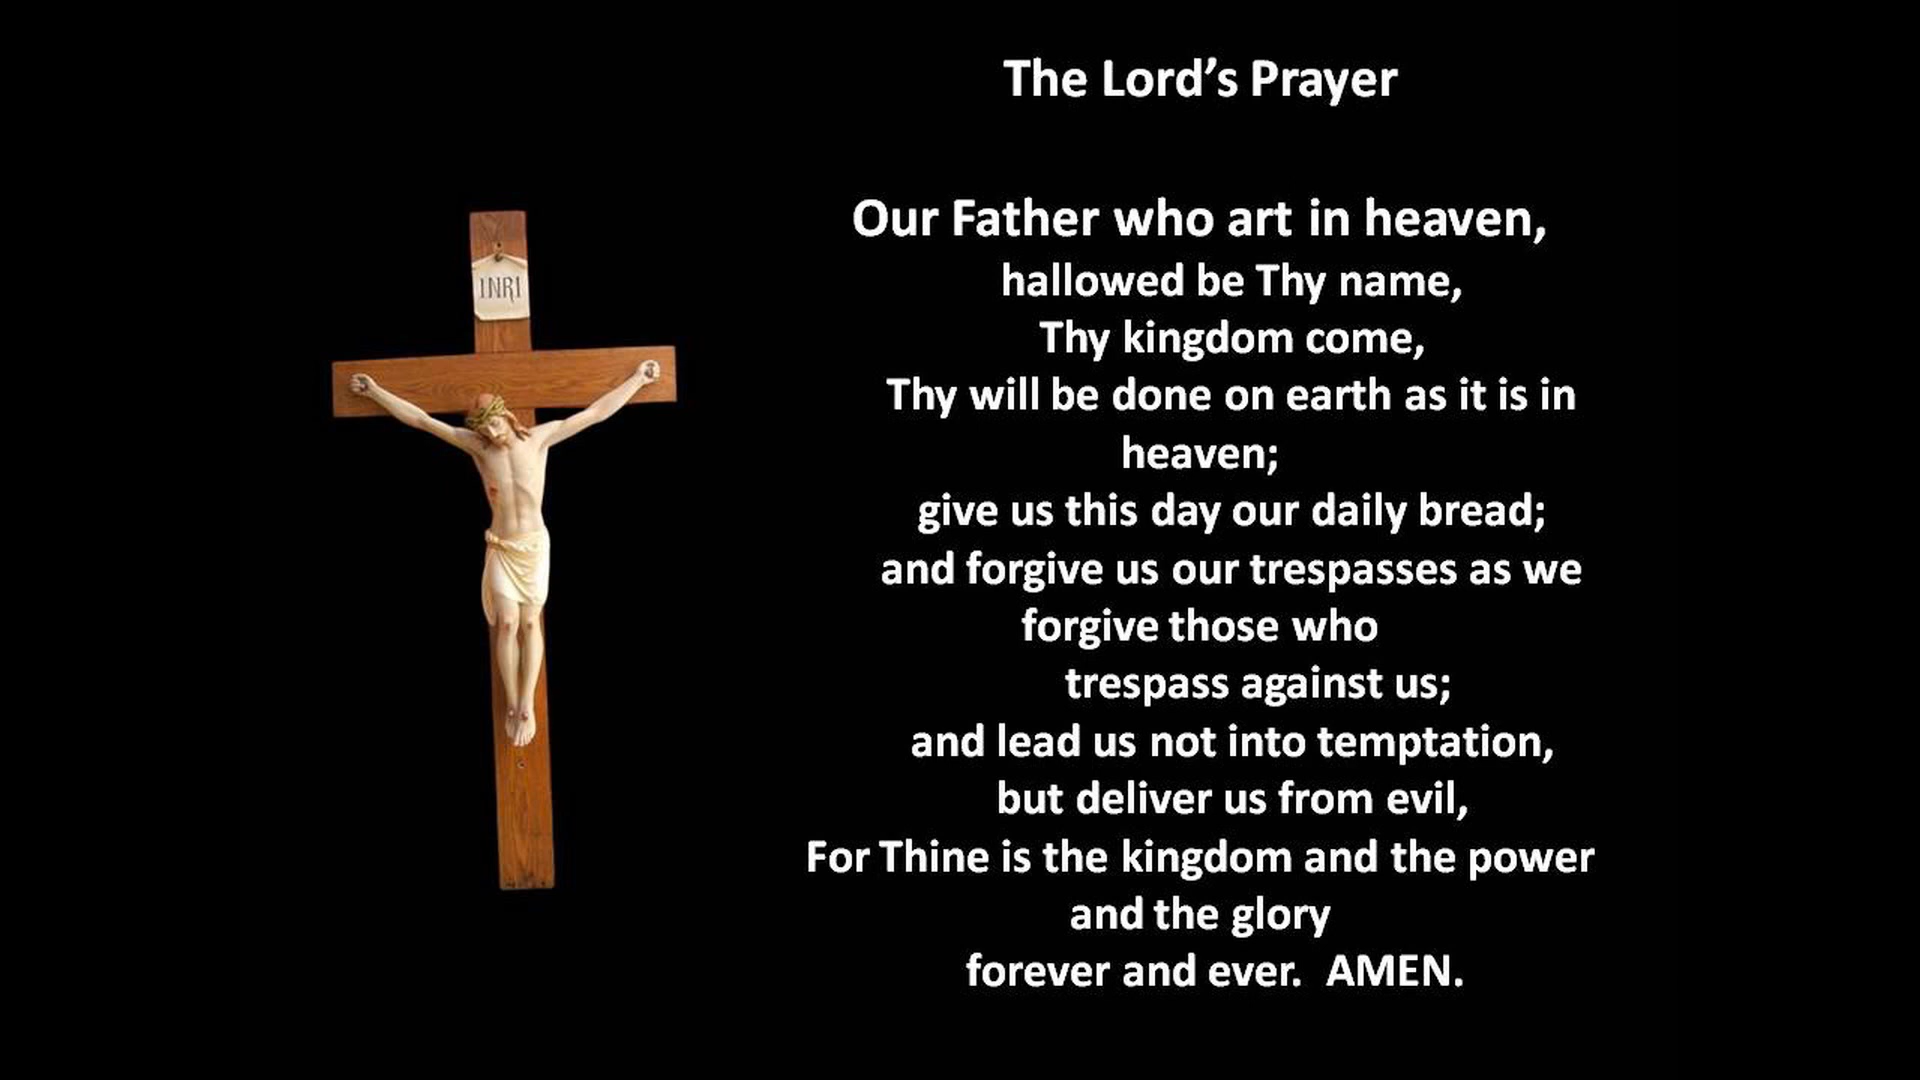 The Lord’s Prayer
INRI
Our Father who art in heaven,
hallowed be Thy name,
Thy kingdom come,
Thy will be done on earth as it is in
heaven;
give us this day our daily bread;
and forgive us our trespasses as we
forgive those who
trespass against us;
and lead us not into temptation,
but deliver us from evil,
For Thine is the kingdom and the power
and the glory
forever and ever.  AMEN.